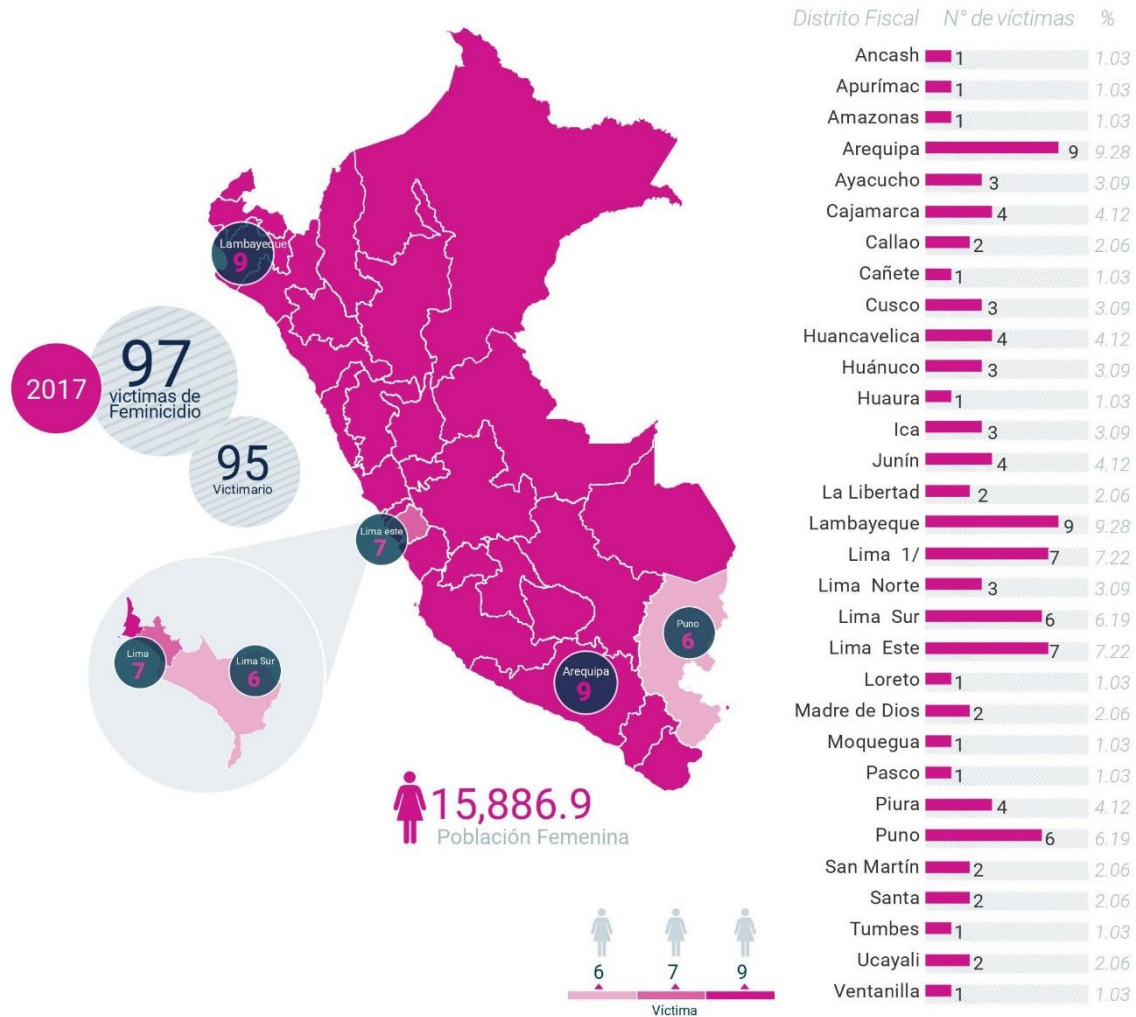 Distrito Fiscal N° de víctimas %
Ancash 1 1.03
Apurímac 1 1.03
Amazonas 1 1.03
Arequipa 9 9.28
Ayacucho 3 3.09
Cajamarca 4 4.12
Callao 2 2.06
Cañete 1 1.03
Cusco 3 3.09
Huancavelica 4 4.12
Huánuco 3 3.09
Huaura 1 1.03
Ica 3 3.09
Junín 4 4.12
La Libertad 2 2.06
Lambayeque 9 9.28
Lima 1/ 7 7.22
Lima Norte 3 3.09
Lima Sur 6 6.19
Lima Este 7 7.22
Loreto 1 1.03
Madre de Dios 2 2.06
Moquegua 1 1.03
Pasco 1 1.03
Piura 4 4.12
Puno 6 6.19
San Martín 2 2.06
Santa 2 2.06
Tumbes 1 1.03
Ucayali 2 2.06
Ventanilla 1 1.03
Lambayeque
9
2017
97
victimas de
Feminicidio
95
Victimario
Lima este
7
Lima
7
Lima Sur
6
Puno
6
Arequipa
9
15,886.9
Población Femenina
6 7 9
Víctima